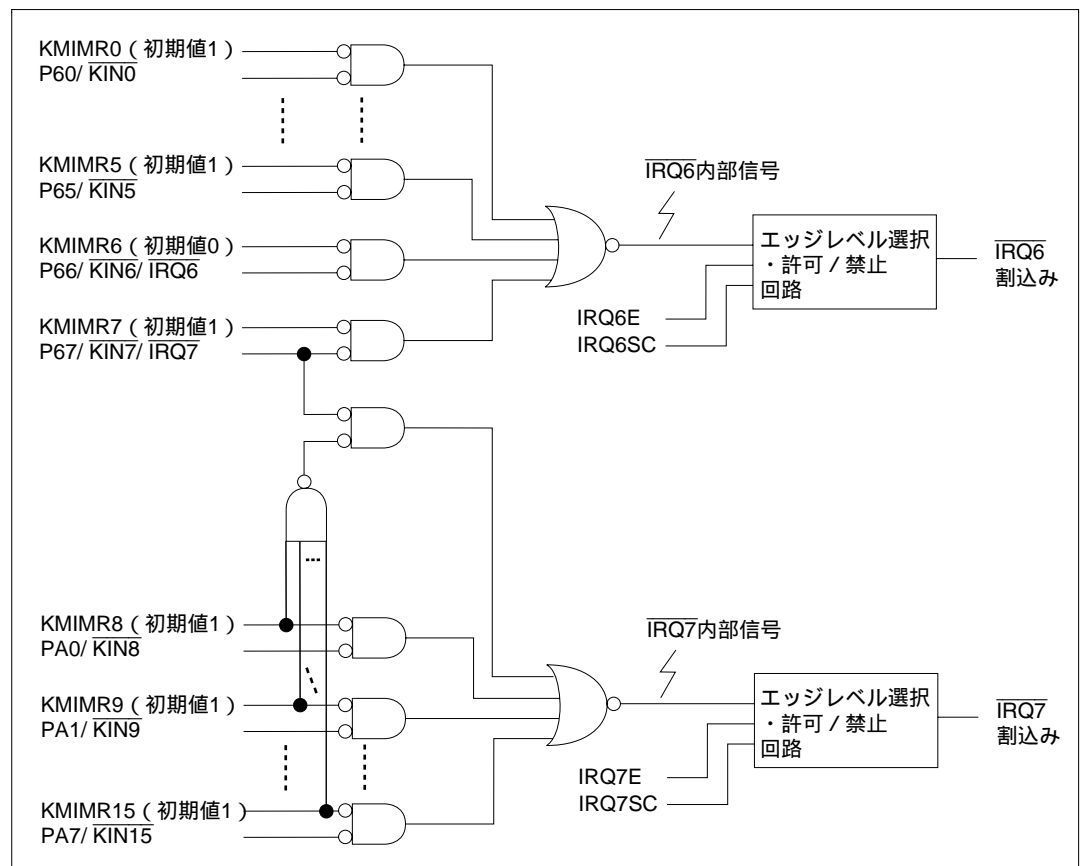 KMIMR0（初期値1）
P60/ KIN0
KMIMR5（初期値1）
P65/ KIN5
KMIMR6（初期値0）
P66/ KIN6/ IRQ6
KMIMR7（初期値1）
P67/ KIN7/ IRQ7
IRQ6内部信号
エッジレベル選択
・許可 / 禁止
回路
IRQ6
割込み
IRQ6E
IRQ6SC
KMIMR8（初期値1）
PA0/ KIN8
KMIMR9（初期値1）
PA1/ KIN9
KMIMR15（初期値1）
PA7/ KIN15
IRQ7内部信号
エッジレベル選択
・許可 / 禁止
回路
IRQ7
割込み
IRQ7E
IRQ7SC